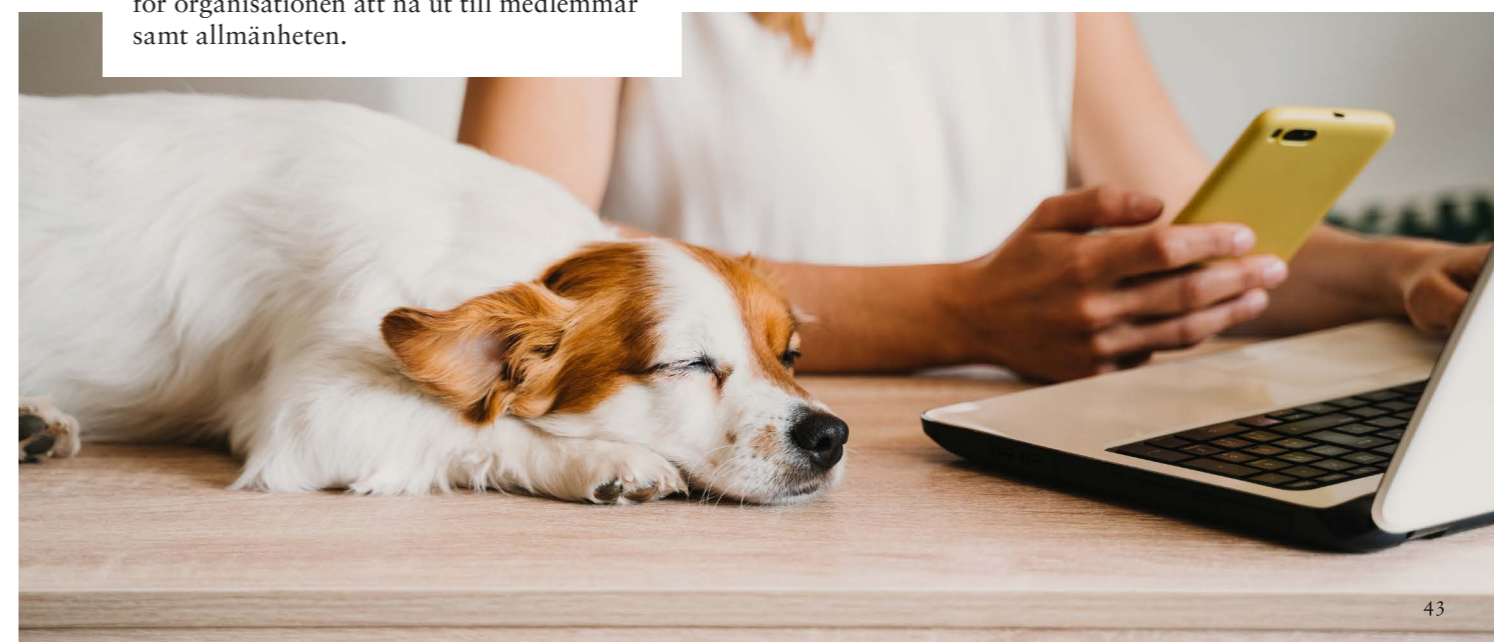 för organisationen att nå ut till medlemmar
samt allmänheten.
43